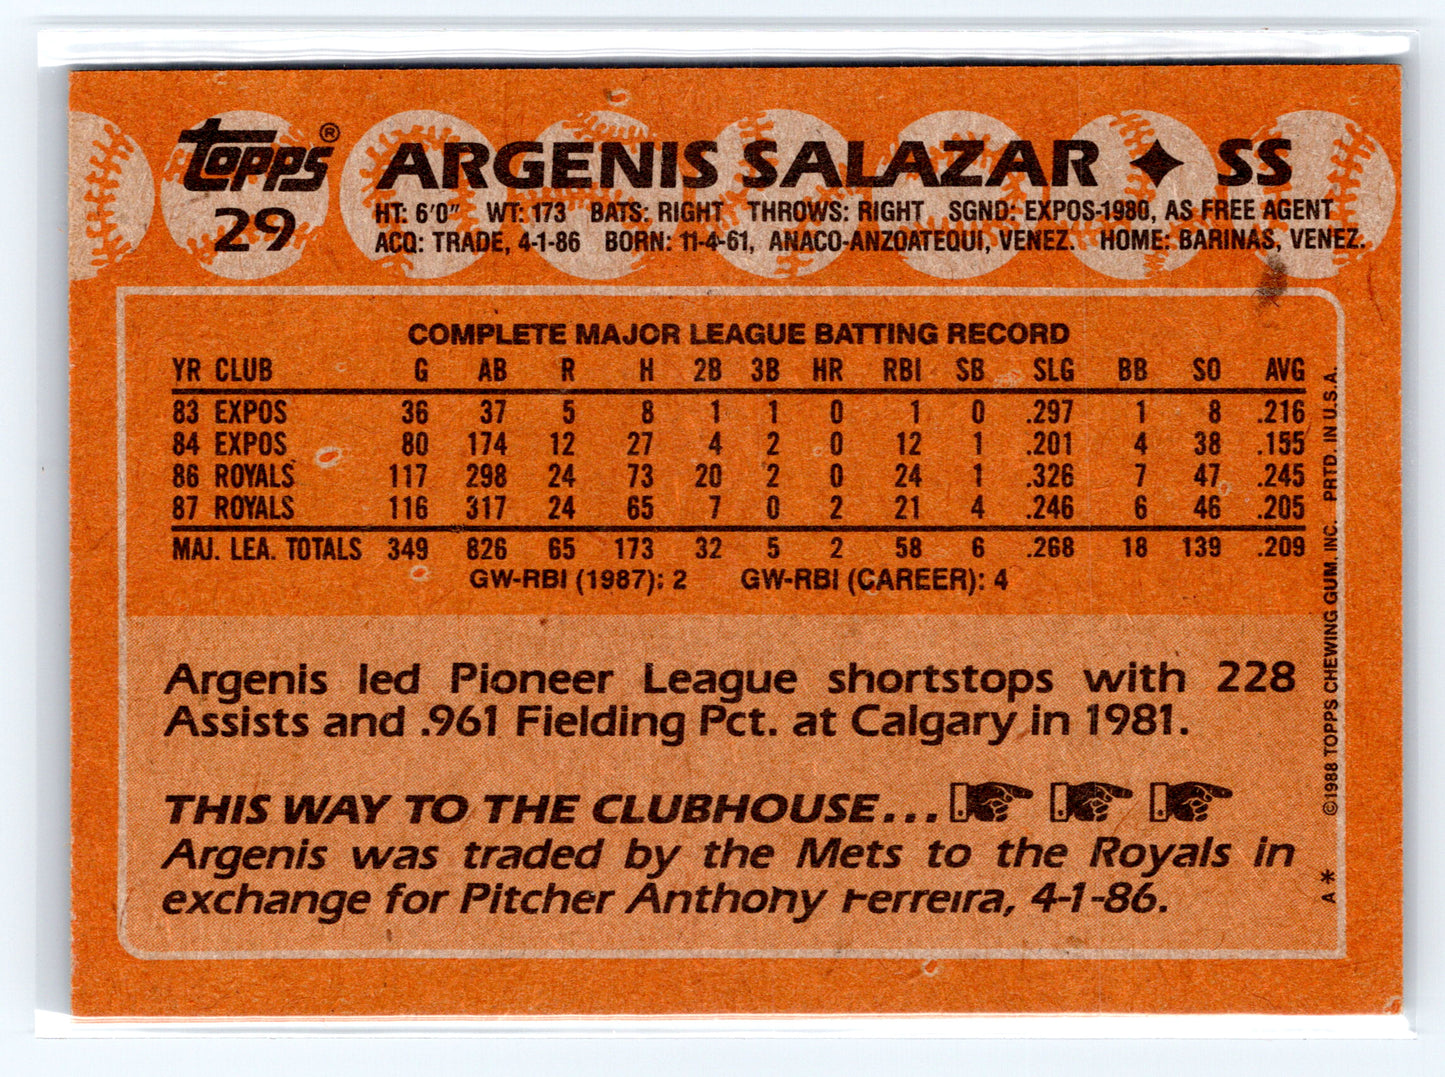 topps®
29
ARGENIS SALAZAR ✦ SS
HT: 6'0" WT: 173 BATS: RIGHT THROWS: RIGHT SGND: EXPOS-1980, AS FREE AGENT
ACQ: TRADE, 4-1-86 BORN: 11-4-61, ANACO-ANZOATEQUI, VENEZ. HOME: BARINAS, VENEZ.
COMPLETE MAJOR LEAGUE BATTING RECORD
YR CLUB G AB R H 2B 3B HR RBI SB SLG BB SO AVG
83 EXPOS 36 37 5 8 1 1 0 1 0 .297 1 8 .216
84 EXPOS 80 174 12 27 4 2 0 12 1 .201 4 38 .155
86 ROYALS 117 298 24 73 20 2 0 24 1 .326 7 47 .245
87 ROYALS 116 317 24 65 7 0 2 21 4 .246 6 46 .205
MAJ. LEA. TOTALS 349 826 65 173 32 5 2 58 6 .268 18 139 .209
GW-RBI (1987): 2 GW-RBI (CAREER): 4
Argenis led Pioneer League shortstops with 228
Assists and .961 Fielding Pct. at Calgary in 1981.
THIS WAY TO THE CLUBHOUSE...
Argenis was traded by the Mets to the Royals in
exchange for Pitcher Anthony Ferreira, 4-1-86.
A* ©1988 TOPPS CHEWING GUM, INC. PRTD. IN U.S.A.